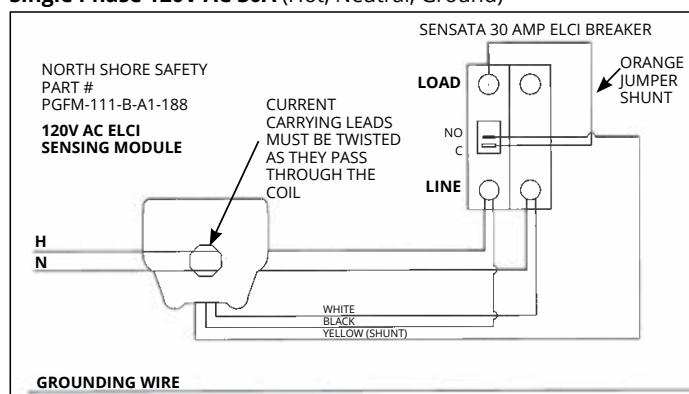 Single Phase 120V AC 30A (Hot, Neutral, Ground)
SENSATA 30 AMP ELCI BREAKER
NORTH SHORE SAFETY
PART #
PGFM-111-B-A1-188
120V AC ELCI
SENSING MODULE
CURRENT
CARRYING LEADS
MUST BE TWISTED
AS THEY PASS
THROUGH THE
COIL
LOAD
ORANGE
JUMPER
SHUNT
NO
C
LINE
H
N
WHITE
BLACK
YELLOW (SHUNT)
GROUNDING WIRE